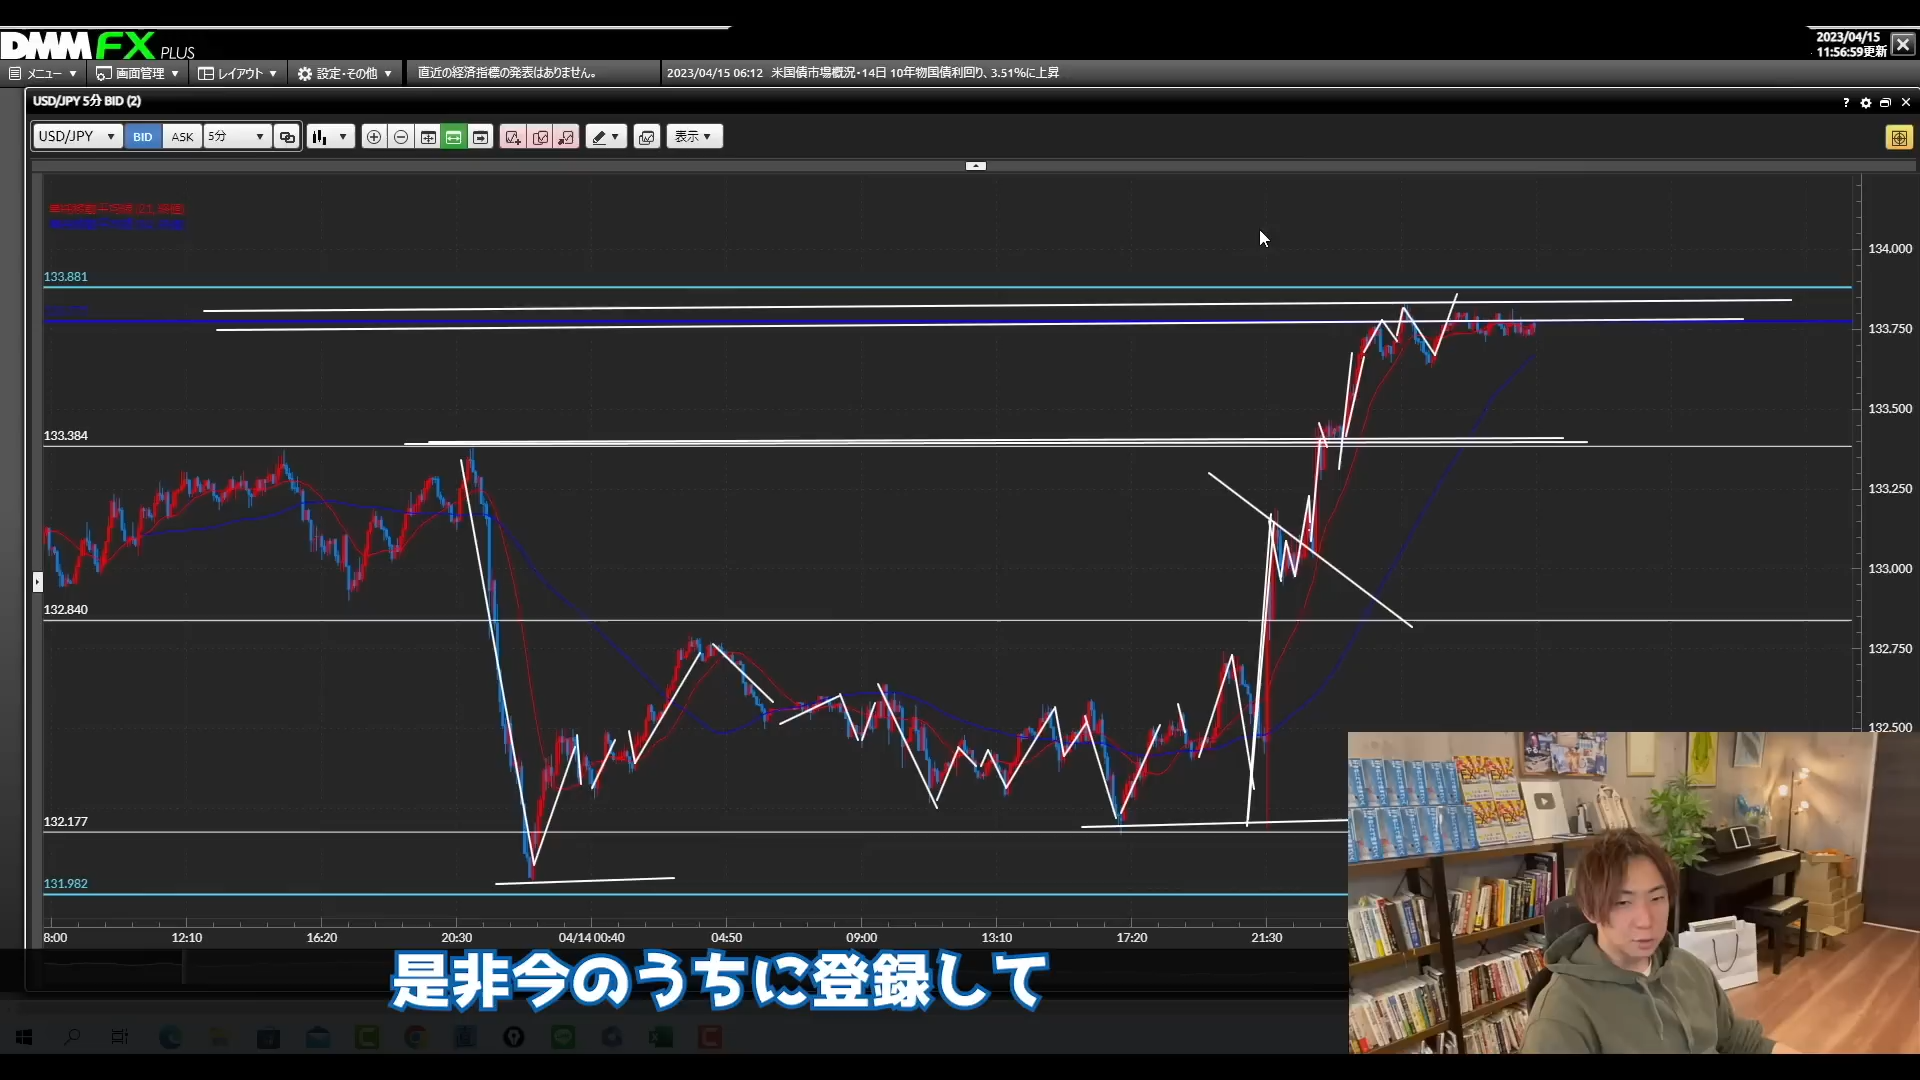 DMM FX PLUS
2023/04/15
11:56:59更新
メニュー 画面管理 レイアウト 設定・その他 直近の経済指標の発表はありません。 2023/04/15 06:12 米国債市場概況・14日 10年物国債利回り、3.51%に上昇
USD/JPY 5分 BID (2)
USD/JPY BID ASK 5分 表示
134.000
133.881
133.750
133.500
133.384
133.250
133.000
132.840
132.750
132.500
132.177
131.982
8:00 12:10 16:20 20:30 04/14 00:40 04:50 09:00 13:10 17:20 21:30
是非今のうちに登録して